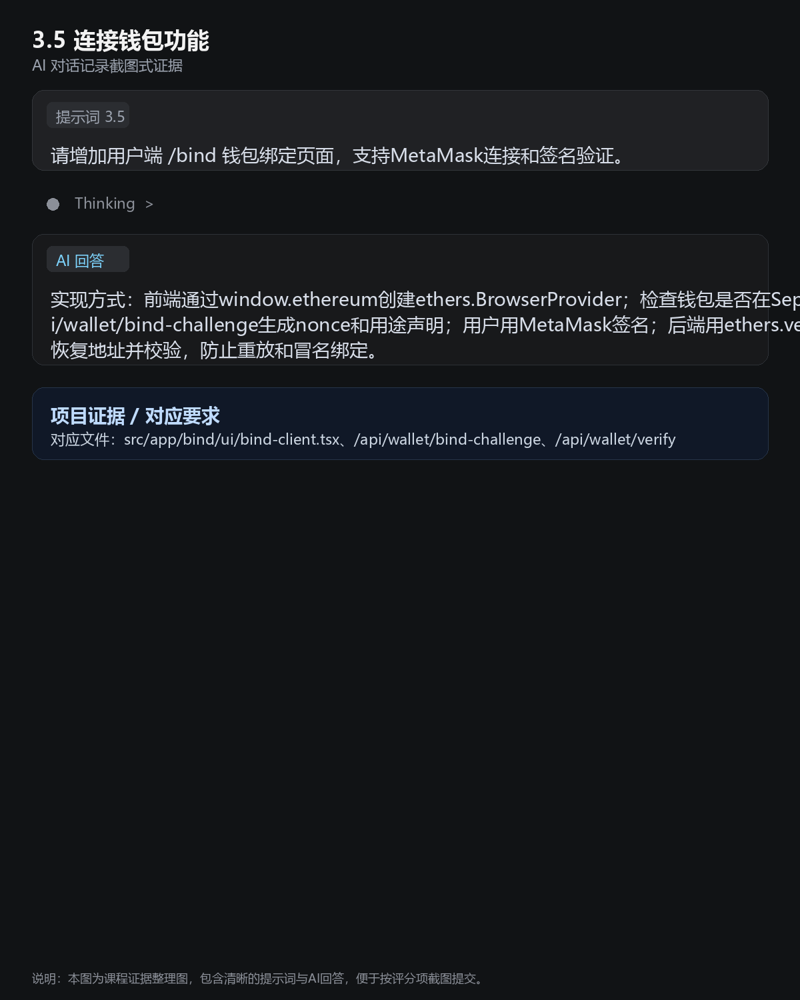 3.5 连接钱包功能
AI 对话记录截图式证据
提示词 3.5
请增加用户端 /bind 钱包绑定页面，支持MetaMask连接和签名验证。
Thinking >
AI 回答
实现方式：前端通过window.ethereum创建ethers.BrowserProvider；检查钱包是否在Sep
i/wallet/bind-challenge生成nonce和用途声明；用户用MetaMask签名；后端用ethers.ve
恢复地址并校验，防止重放和冒名绑定。
项目证据 / 对应要求
对应文件：src/app/bind/ui/bind-client.tsx、/api/wallet/bind-challenge、/api/wallet/verify
说明：本图为课程证据整理图，包含清晰的提示词与AI回答，便于按评分项截图提交。